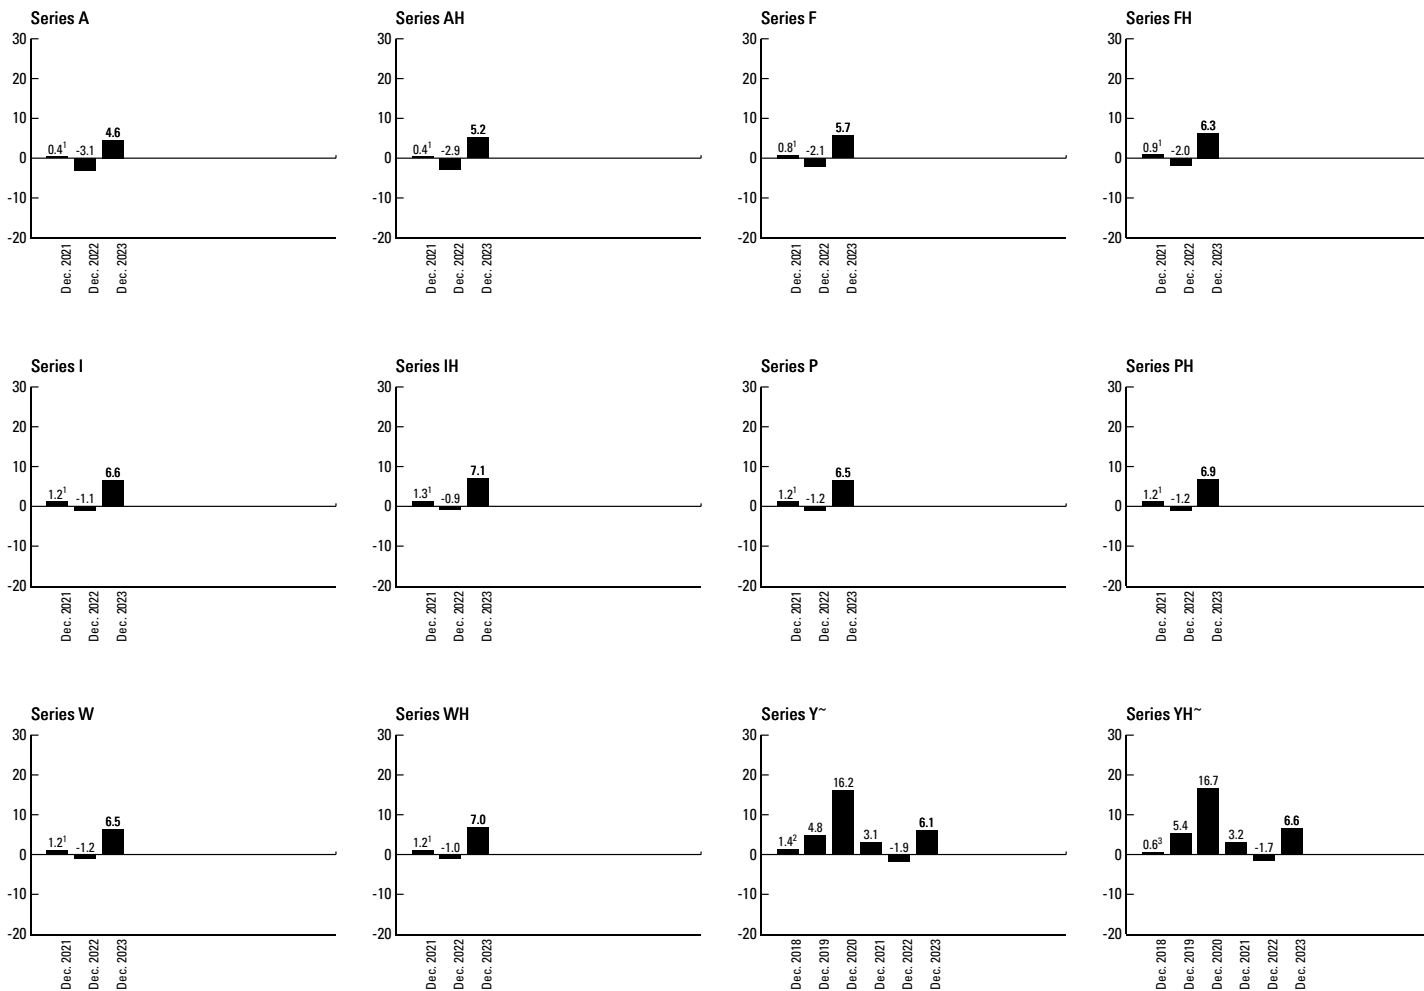 Series A
30
20
10
0
-10
-20
0.4¹
-3.1
4.6
Dec. 2021
Dec. 2022
Dec. 2023
Series AH
30
20
10
0
-10
-20
0.4¹
-2.9
5.2
Dec. 2021
Dec. 2022
Dec. 2023
Series F
30
20
10
0
-10
-20
0.8¹
-2.1
5.7
Dec. 2021
Dec. 2022
Dec. 2023
Series FH
30
20
10
0
-10
-20
0.9¹
-2.0
6.3
Dec. 2021
Dec. 2022
Dec. 2023
Series I
30
20
10
0
-10
-20
1.2¹
-1.1
6.6
Dec. 2021
Dec. 2022
Dec. 2023
Series IH
30
20
10
0
-10
-20
1.3¹
-0.9
7.1
Dec. 2021
Dec. 2022
Dec. 2023
Series P
30
20
10
0
-10
-20
1.2¹
-1.2
6.5
Dec. 2021
Dec. 2022
Dec. 2023
Series PH
30
20
10
0
-10
-20
1.2¹
-1.2
6.9
Dec. 2021
Dec. 2022
Dec. 2023
Series W
30
20
10
0
-10
-20
1.2¹
-1.2
6.5
Dec. 2021
Dec. 2022
Dec. 2023
Series WH
30
20
10
0
-10
-20
1.2¹
-1.0
7.0
Dec. 2021
Dec. 2022
Dec. 2023
Series Y~
30
20
10
0
-10
-20
1.4²
4.8
16.2
3.1
-1.9
6.1
Dec. 2018
Dec. 2019
Dec. 2020
Dec. 2021
Dec. 2022
Dec. 2023
Series YH~
30
20
10
0
-10
-20
0.6³
5.4
16.7
3.2
-1.7
6.6
Dec. 2018
Dec. 2019
Dec. 2020
Dec. 2021
Dec. 2022
Dec. 2023